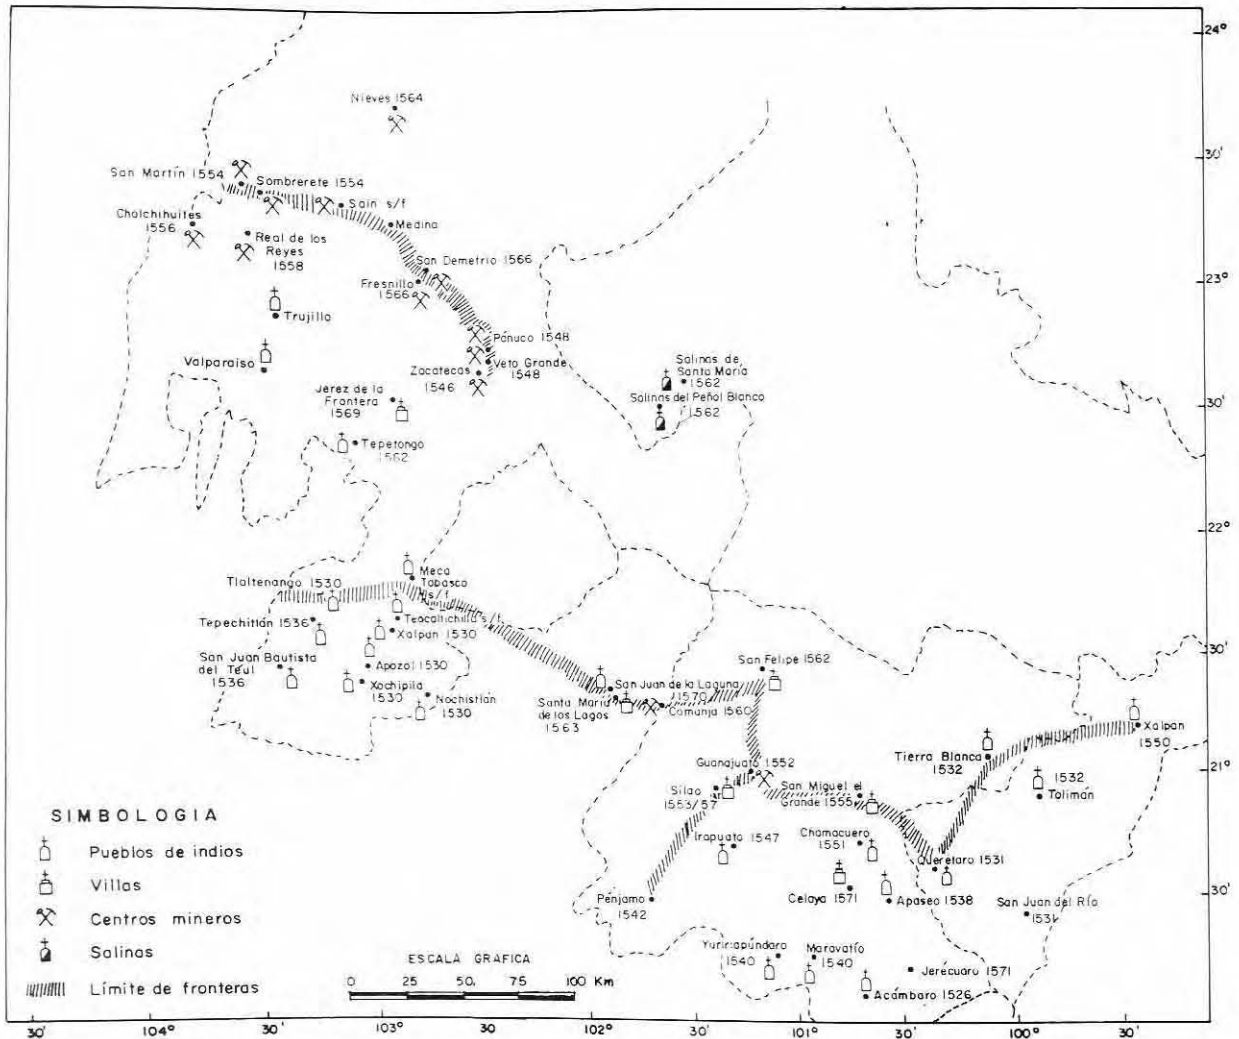 24°
Nieves 1564
30'
San Martín 1554
Sombrerete 1554
Sain s/f
Chalchihuites
1556
Medina
Real de los
Reyes
1558
San Demetrio 1566
Fresnillo
1566
23°
Trujillo
Pánuco 1548
Valparaíso
Veta Grande
1548
Zacatecas
1546
Salinas de
Santa María
1562
Jerez de la
Frontera
1569
Salinas del Peñol Blanco
1562
30'
Tepetongo
1562
22°
Meca
Tabasco
s/f
Tlaltenango 1530
Tepechitlán 1536
Teocaltichilla s/f
Xalpan 1530
30'
San Juan Bautista
del Teul
1536
Apozol 1530
San Felipe 1562
Xochipila
1530
Nochistlán
1530
San Juan de la Laguna
1570
Santa María
de los Lagos
1563
Comanja 1560
Xalpan
1550
Tierra Blanca
1532
Guanajuato 1552
21°
1532
Tolimán
Silao
1553/57
San Miguel el
Grande 1555
Irapuato 1547
Chamacuero
1551
Querétaro 1531
Pénjamo
1542
Celaya 1571
Apaseo 1538
San Juan del Río
1531
30'
Yuririapúndaro
1540
Maravatío
1540
Jerécuaro 1571
Acámbaro 1526
SIMBOLOGIA
Pueblos de indios
Villas
Centros mineros
Salinas
Límite de fronteras
ESCALA GRAFICA
0 25 50 75 100 Km
30' 104° 30' 103° 30 102° 30' 101° 30' 100° 30'